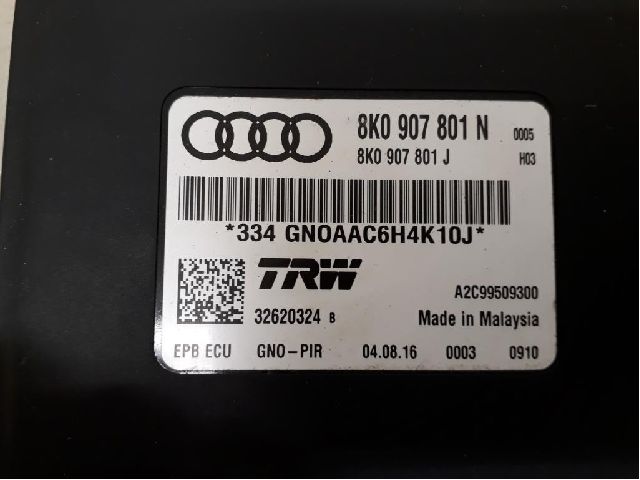 8K0 907 801 N 0005
8K0 907 801 J H03
*334 GNOAAC6H4K10J*
TRW
A2C99509300
32620324 B Made in Malaysia
EPB ECU GNO-PIR 04.08.16 0003 0910